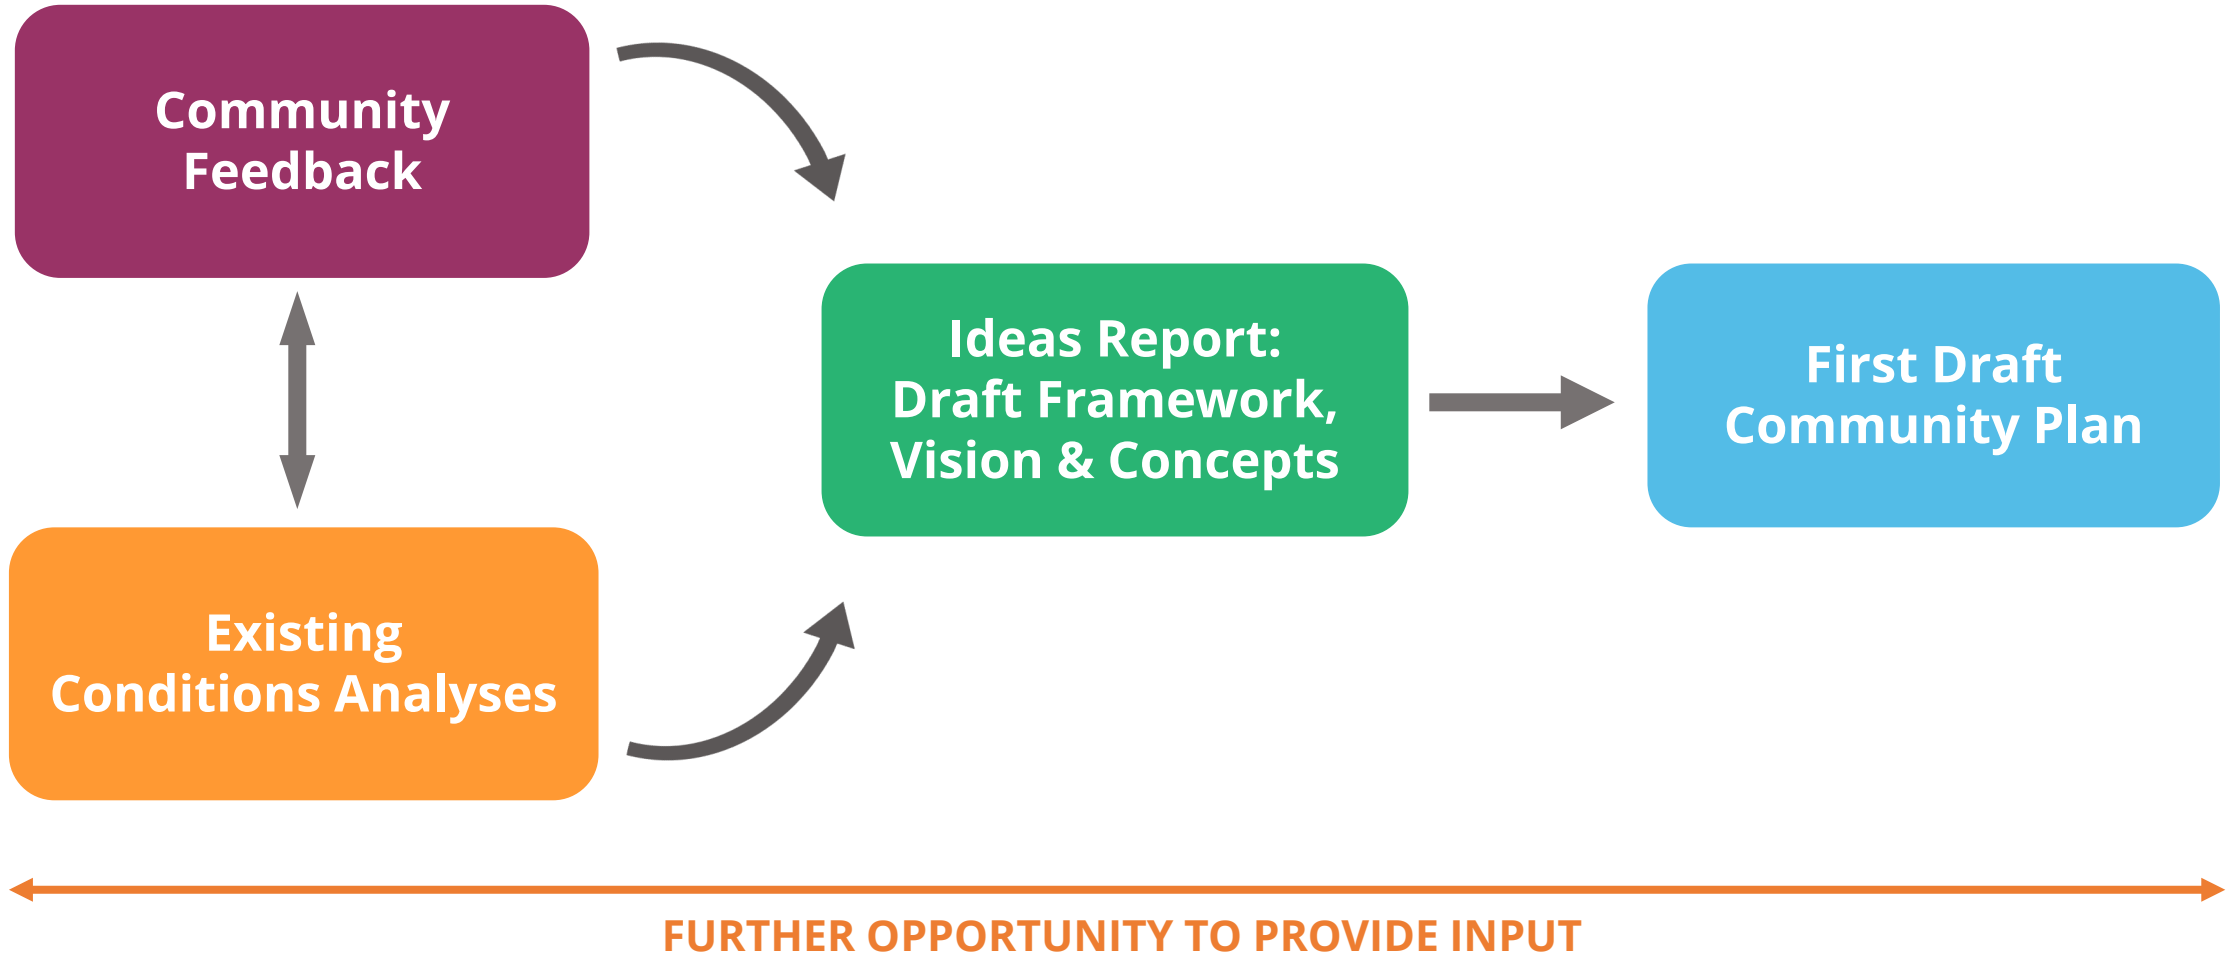 Community
Feedback
Existing
Conditions Analyses
Ideas Report:
Draft Framework,
Vision & Concepts
First Draft
Community Plan
FURTHER OPPORTUNITY TO PROVIDE INPUT